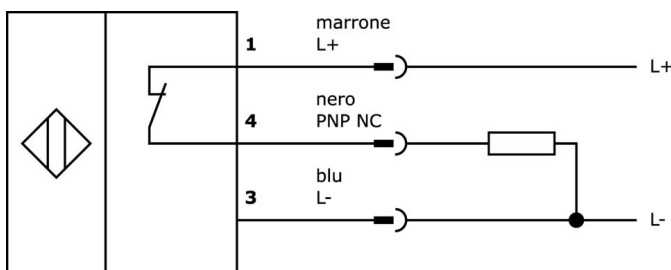 marrone
1 L+
L+
nero
4 PNP NC
blu
3 L-
L-